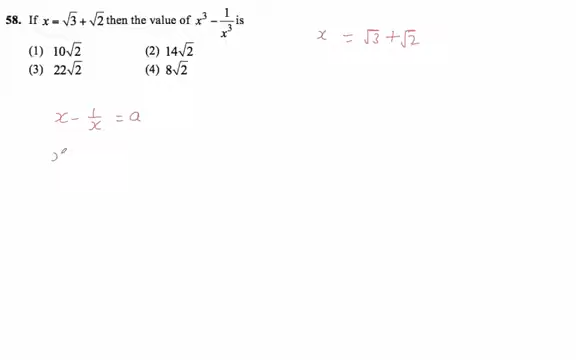 58. If x = √3 + √2 then the value of x³ − 1/x³ is
(1) 10√2 (2) 14√2
(3) 22√2 (4) 8√2
x = √3 + √2
x − 1/x = a